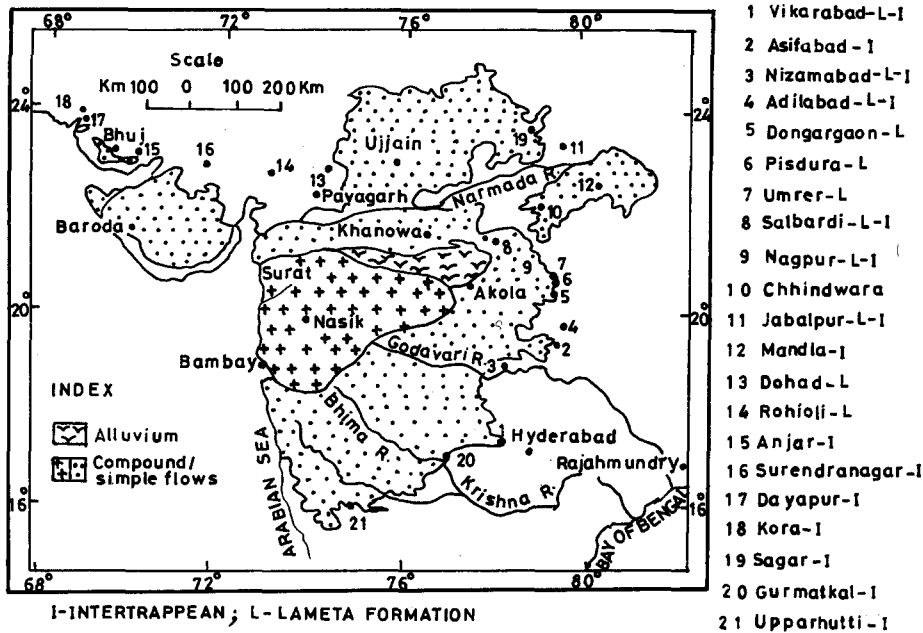 68°
72°
76°
78°
82°
Scale
Km 100 0 100 200 Km
24°
24°
18
17
Bhuj
15
16
14
13
Payagarh
Ujjain
19
11
Narmada R.
12
10
Baroda
Khanowa
8
9
7
6
5
Surat
Akola
20°
20°
Nasik
4
2
Godavari R.
3
Bambay
INDEX
Alluvium
Compound/
simple flows
Bhima R.
1
Hyderabad
20
Rajahmundry
Krishna R.
16°
16°
21
ARABIAN SEA
BAY OF BENGAL
68°
72°
76°
80°
I-INTERTRAPPEAN; L-LAMETA FORMATION
1 Vikarabad-L-I
2 Asifabad-I
3 Nizamabad-L-I
4 Adilabad-L-I
5 Dongargaon-L
6 Pisdura-L
7 Umrer-L
8 Salbardi-L-I
9 Nagpur-L-I
10 Chhindwara
11 Jabalpur-L-I
12 Mandla-I
13 Dohad-L
14 Rohioli-L
15 Anjar-I
16 Surendranagar-I
17 Dayapur-I
18 Kora-I
19 Sagar-I
20 Gurmatkal-I
21 Upparhutti-I